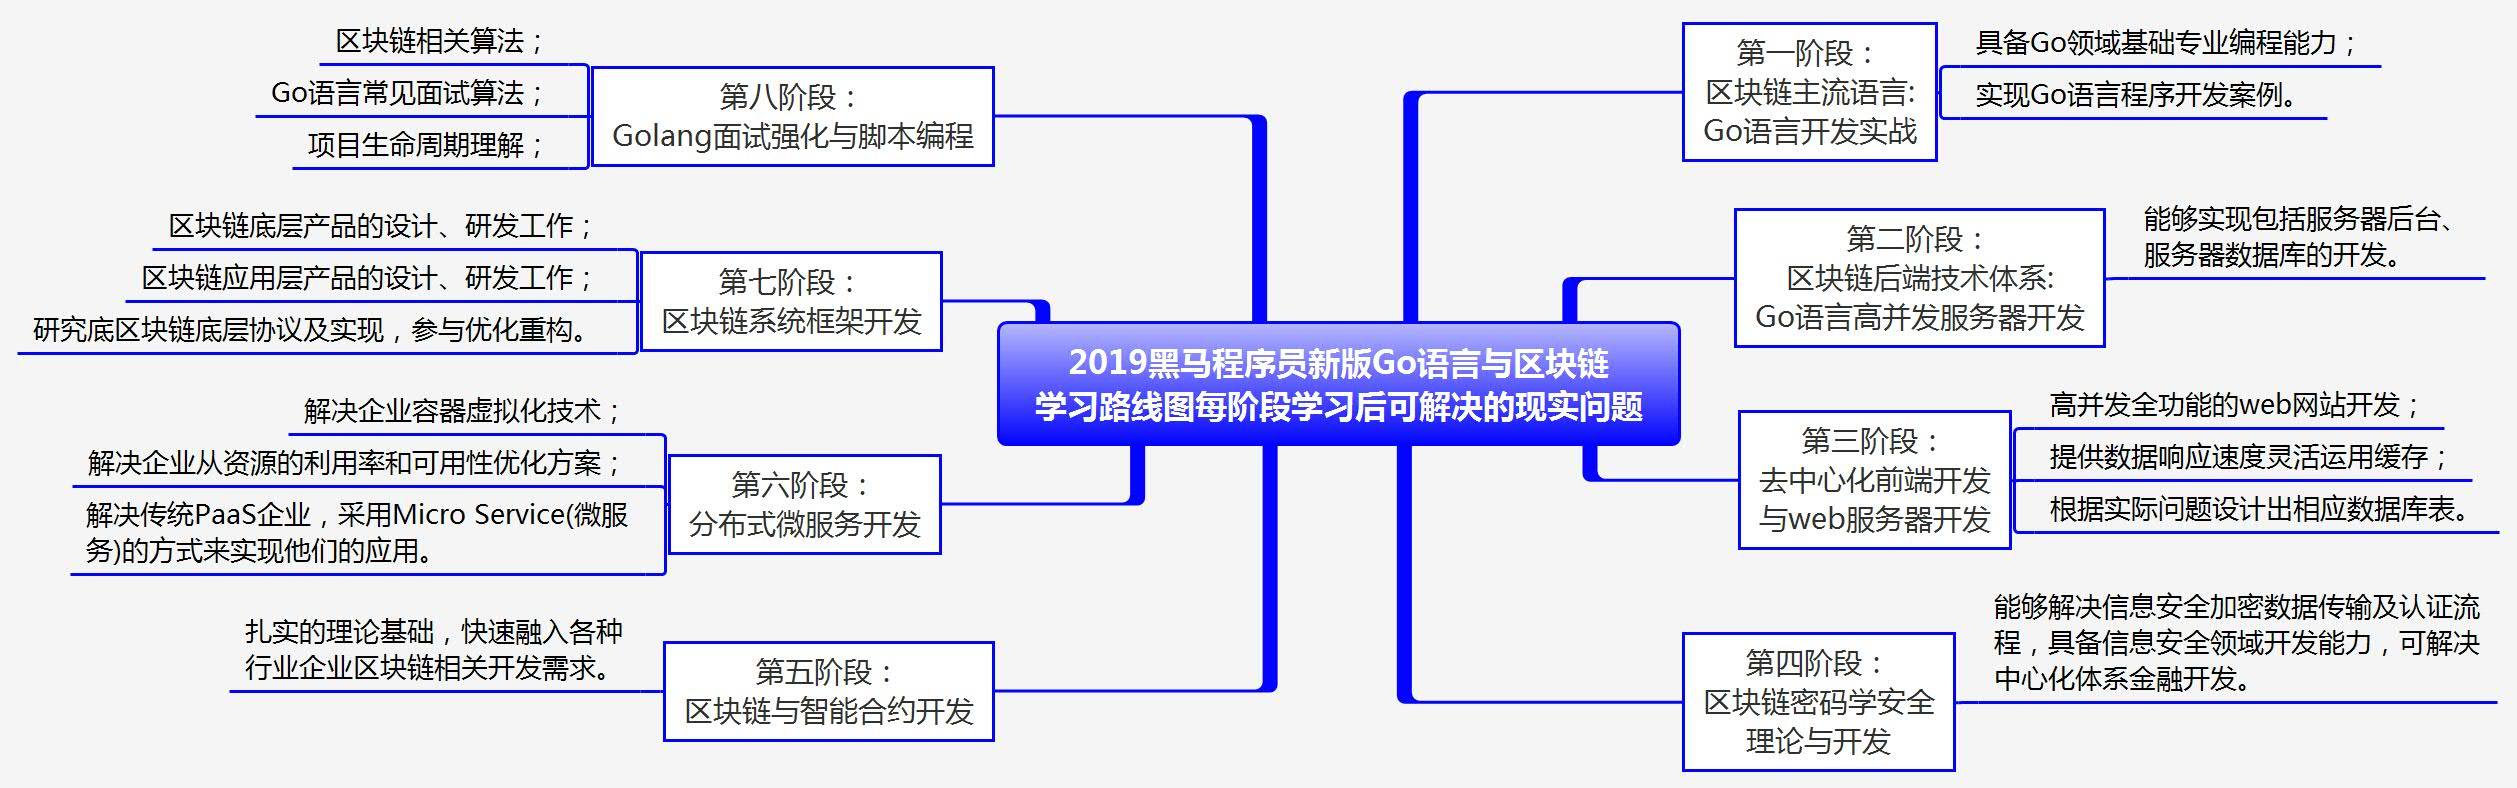 2019黑马程序员新版Go语言与区块链
学习路线图每阶段学习后可解决的现实问题
第一阶段：
区块链主流语言:
Go语言开发实战
具备Go领域基础专业编程能力；
实现Go语言程序开发案例。
第二阶段：
区块链后端技术体系:
Go语言高并发服务器开发
能够实现包括服务器后台、
服务器数据库的开发。
第三阶段：
去中心化前端开发
与web服务器开发
高并发全功能的web网站开发；
提供数据响应速度灵活运用缓存；
根据实际问题设计出相应数据库表。
第四阶段：
区块链密码学安全
理论与开发
能够解决信息安全加密数据传输及认证流
程，具备信息安全领域开发能力，可解决
中心化体系金融开发。
第五阶段：
区块链与智能合约开发
扎实的理论基础，快速融入各种
行业企业区块链相关开发需求。
第六阶段：
分布式微服务开发
解决企业容器虚拟化技术；
解决企业从资源的利用率和可用性优化方案；
解决传统PaaS企业，采用Micro Service(微服
务)的方式来实现他们的应用。
第七阶段：
区块链系统框架开发
区块链底层产品的设计、研发工作；
区块链应用层产品的设计、研发工作；
研究底区块链底层协议及实现，参与优化重构。
第八阶段：
Golang面试强化与脚本编程
区块链相关算法；
Go语言常见面试算法；
项目生命周期理解；